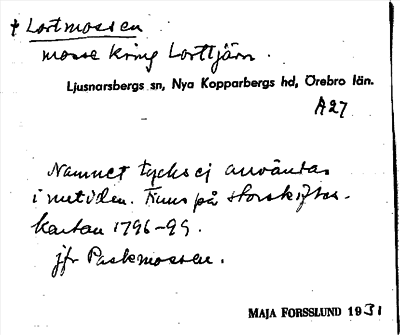 † Lortmossen
mosse kring Lorttjärn.
Ljusnarsbergs sn, Nya Kopparbergs hd, Örebro län.
A27
Namnet tycks ej användas
i nutiden. Finns på storskiftes-
kartan 1796-99.
jfr Paskmossen.
MAJA FORSSLUND 1931